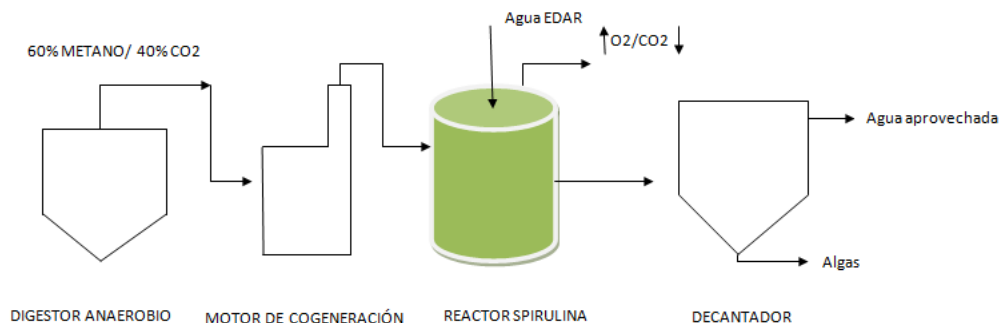 Agua EDAR
O2/CO2
60% METANO/ 40% CO2
Agua aprovechada
Algas
DIGESTOR ANAEROBIO
MOTOR DE COGENERACIÓN
REACTOR SPIRULINA
DECANTADOR